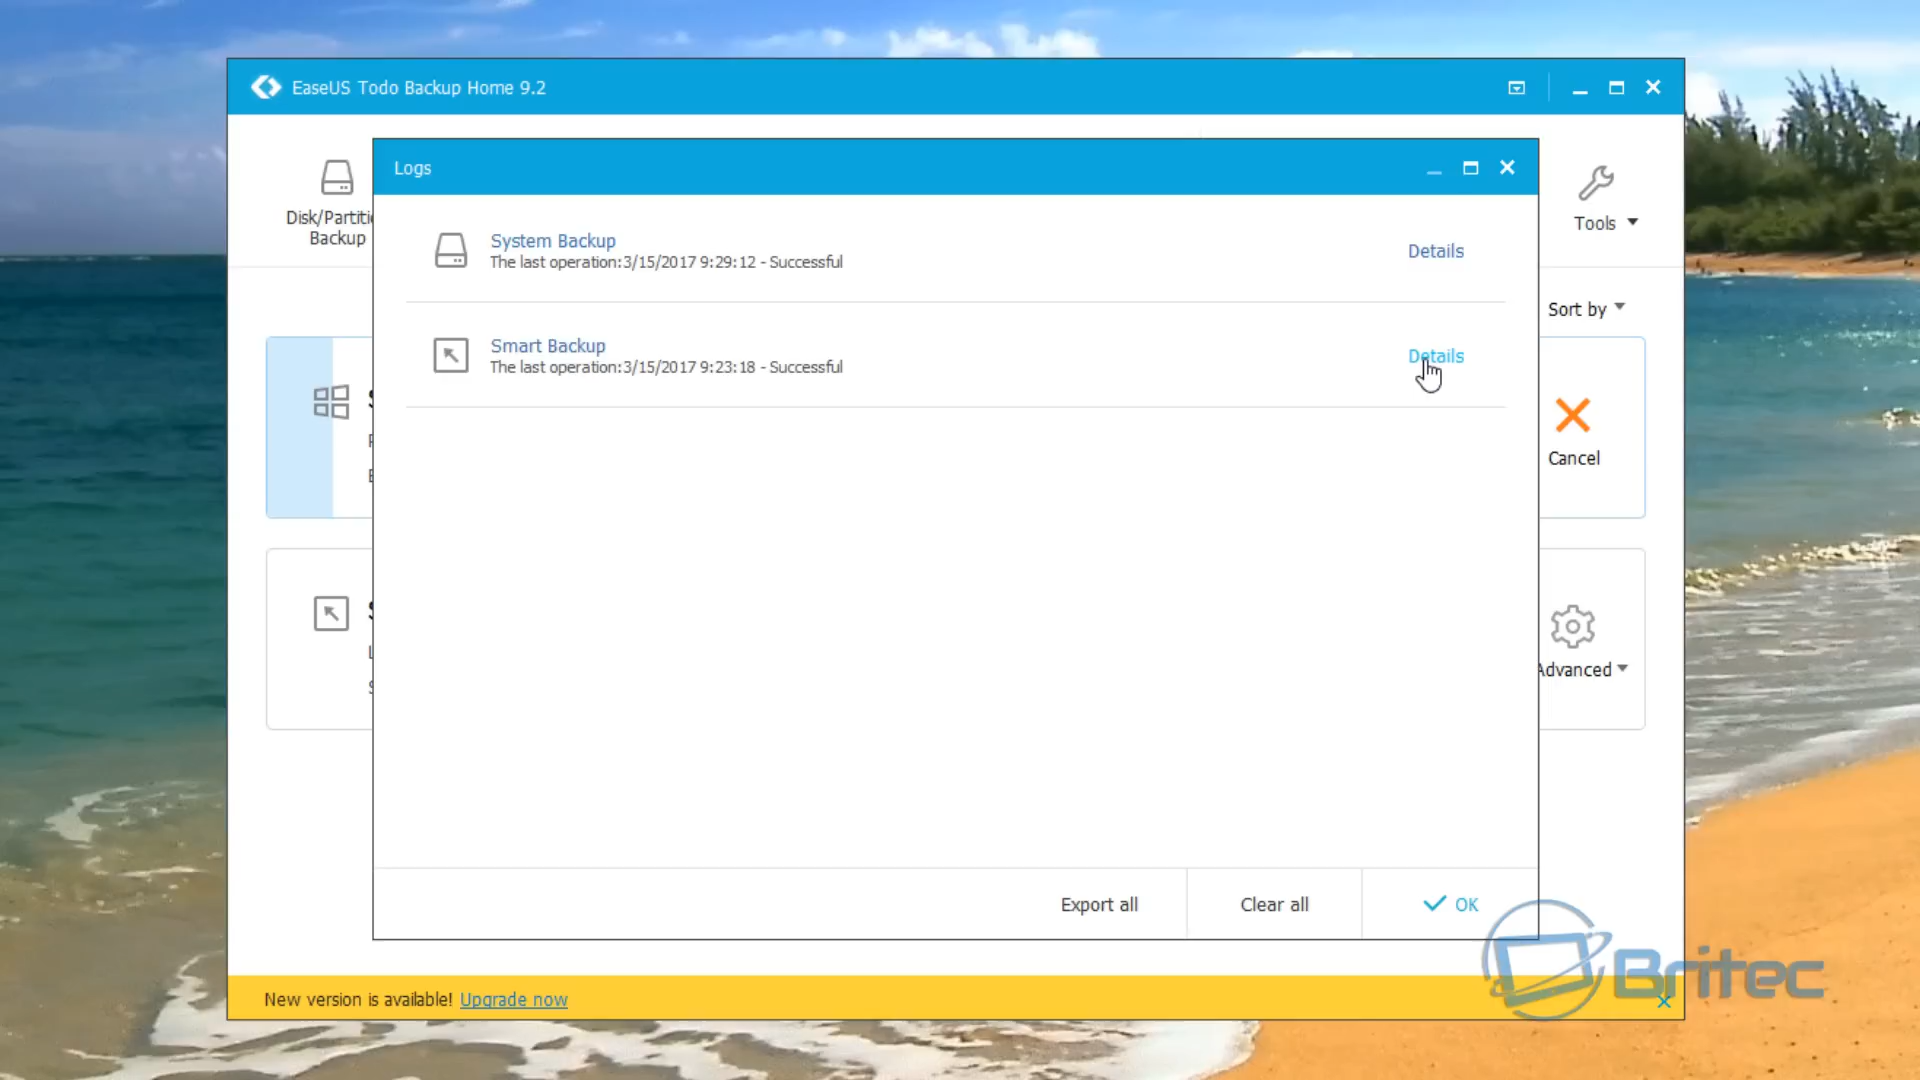 EaseUS Todo Backup Home 9.2
Logs
Disk/Partiti
Backup
Tools
System Backup
The last operation:3/15/2017 9:29:12 - Successful
Details
Sort by
Smart Backup
The last operation:3/15/2017 9:23:18 - Successful
Details
Cancel
Advanced
Export all
Clear all
OK
Britec
New version is available! Upgrade now